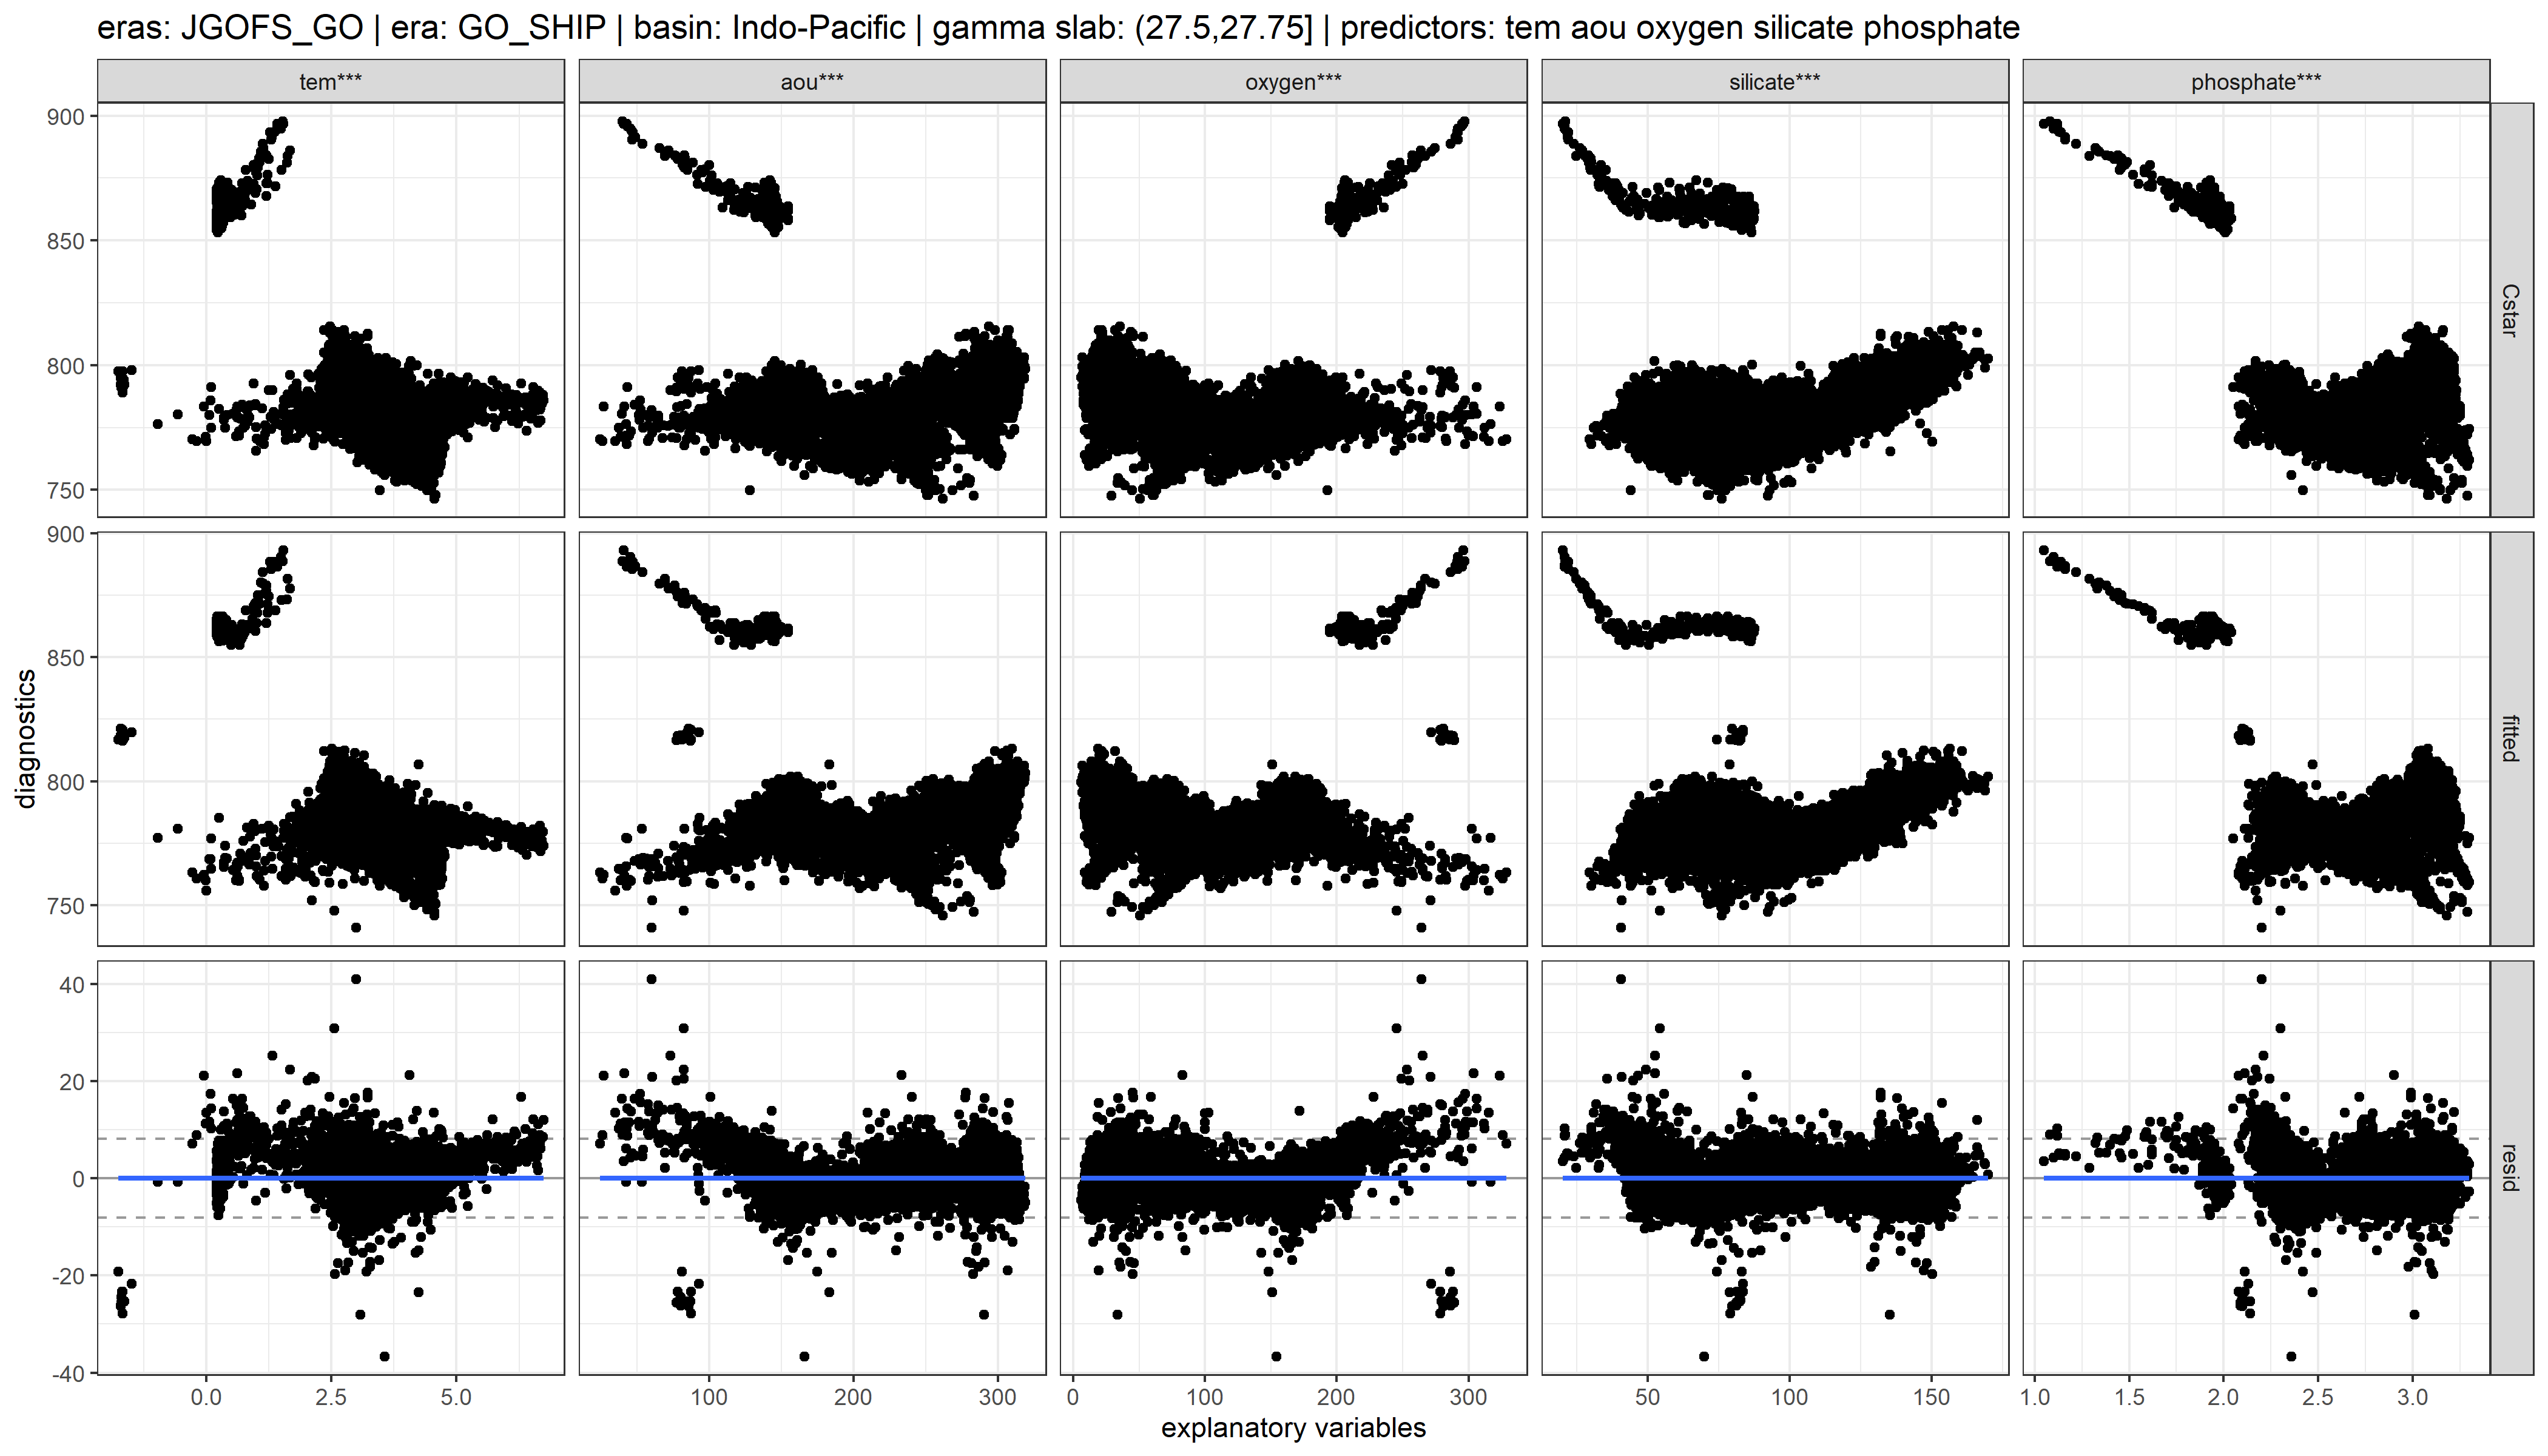 eras: JGOFS_GO | era: GO_SHIP | basin: Indo-Pacific | gamma slab: (27.5,27.75] | predictors: tem aou oxygen silicate phosphate
tem*** aou*** oxygen*** silicate*** phosphate***
900
850
800
750
Cstar
900
850
800
750
fitted
diagnostics
40
20
0
-20
-40
resid
0.0 2.5 5.0 100 200 300 0 100 200 300 50 100 150 1.0 1.5 2.0 2.5 3.0
explanatory variables